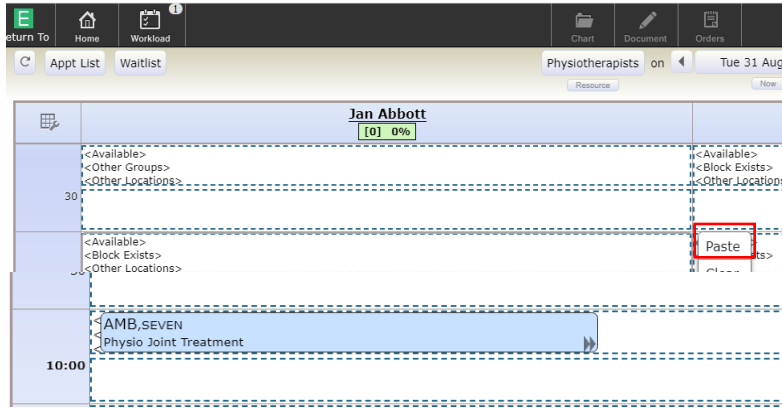 E
1
eturn To Home Workload Chart Document Orders
Appt List Waitlist Physiotherapists on Tue 31 Aug
Resource Now
Jan Abbott
[0] 0%
<Available> <Available>
<Other Groups> <Block Exists>
<Other Locations> <Other Locations
30
<Available>
<Block Exists>
<Other Locations>
Paste
ts>
AMB,SEVEN
Physio Joint Treatment
10:00